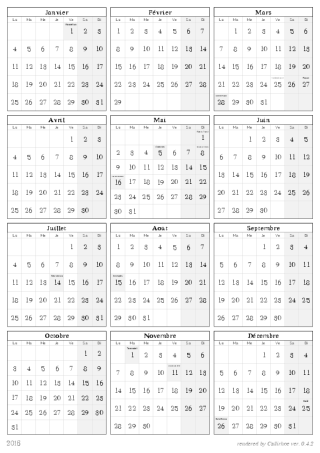 Janvier
Lu Ma Me Je Ve Sa Di
1 2 3
4 5 6 7 8 9 10
11 12 13 14 15 16 17
18 19 20 21 22 23 24
25 26 27 28 29 30 31
Février
Lu Ma Me Je Ve Sa Di
1 2 3 4 5 6 7
8 9 10 11 12 13 14
15 16 17 18 19 20 21
22 23 24 25 26 27 28
29
Mars
Lu Ma Me Je Ve Sa Di
1 2 3 4 5 6
7 8 9 10 11 12 13
14 15 16 17 18 19 20
21 22 23 24 25 26 27
28 29 30 31
Avril
Lu Ma Me Je Ve Sa Di
1 2 3
4 5 6 7 8 9 10
11 12 13 14 15 16 17
18 19 20 21 22 23 24
25 26 27 28 29 30
Mai
Lu Ma Me Je Ve Sa Di
1
2 3 4 5 6 7 8
9 10 11 12 13 14 15
16 17 18 19 20 21 22
23 24 25 26 27 28 29
30 31
Juin
Lu Ma Me Je Ve Sa Di
1 2 3 4 5
6 7 8 9 10 11 12
13 14 15 16 17 18 19
20 21 22 23 24 25 26
27 28 29 30
Juillet
Lu Ma Me Je Ve Sa Di
1 2 3
4 5 6 7 8 9 10
11 12 13 14 15 16 17
18 19 20 21 22 23 24
25 26 27 28 29 30 31
Aout
Lu Ma Me Je Ve Sa Di
1 2 3 4 5 6 7
8 9 10 11 12 13 14
15 16 17 18 19 20 21
22 23 24 25 26 27 28
29 30 31
Septembre
Lu Ma Me Je Ve Sa Di
1 2 3 4
5 6 7 8 9 10 11
12 13 14 15 16 17 18
19 20 21 22 23 24 25
26 27 28 29 30
Octobre
Lu Ma Me Je Ve Sa Di
1 2
3 4 5 6 7 8 9
10 11 12 13 14 15 16
17 18 19 20 21 22 23
24 25 26 27 28 29 30
31
Novembre
Lu Ma Me Je Ve Sa Di
1 2 3 4 5 6
7 8 9 10 11 12 13
14 15 16 17 18 19 20
21 22 23 24 25 26 27
28 29 30
Décembre
Lu Ma Me Je Ve Sa Di
1 2 3 4
5 6 7 8 9 10 11
12 13 14 15 16 17 18
19 20 21 22 23 24 25
26 27 28 29 30 31
2016
rendered by